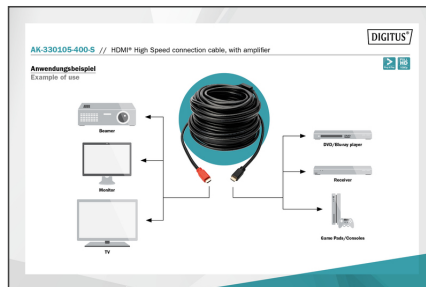 DIGITUS®
AK-330105-400-S // HDMI® High Speed connection cable, with amplifier
Anwendungsbeispiel
Example of use
Beamer
DVD/Bluray player
Monitor
Receiver
TV
Game Pads/Consoles